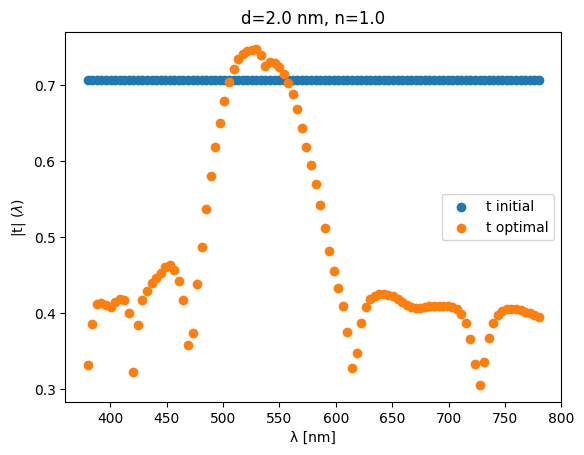 d=2.0 nm, n=1.0
|t| (λ)
0.7
0.6
0.5
0.4
0.3
t initial
t optimal
400 450 500 550 600 650 700 750 800
λ [nm]